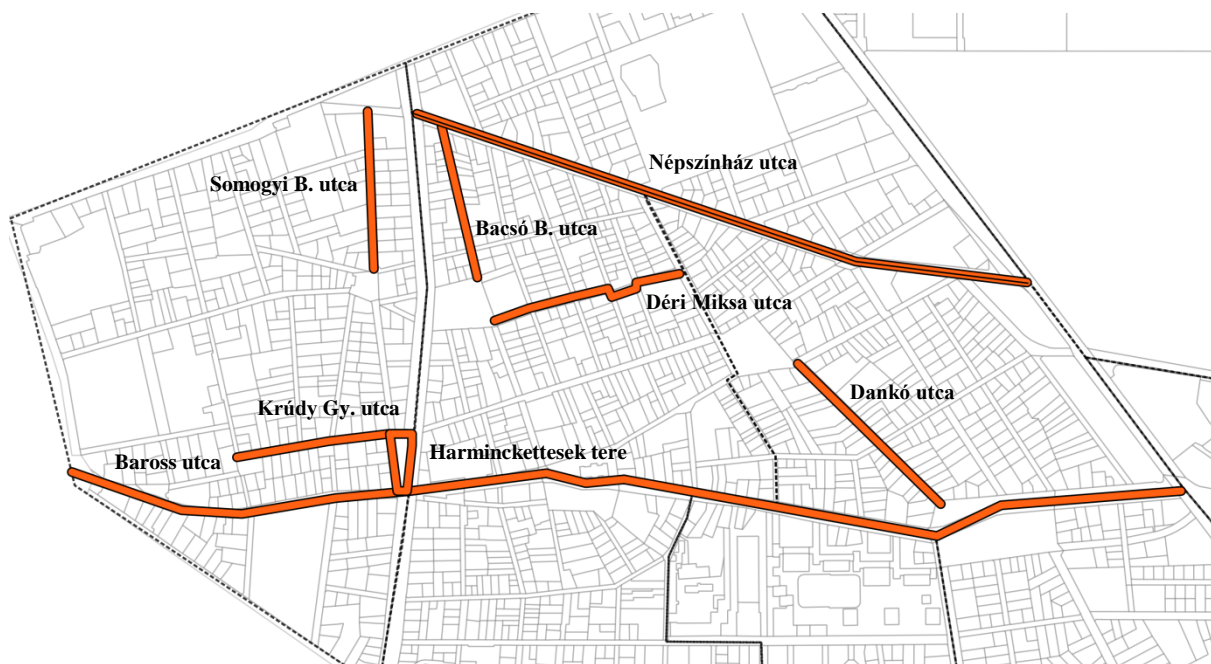 Népszínház utca
Somogyi B. utca
Bacsó B. utca
Déri Miksa utca
Dankó utca
Krúdy Gy. utca
Harminckettesek tere
Baross utca